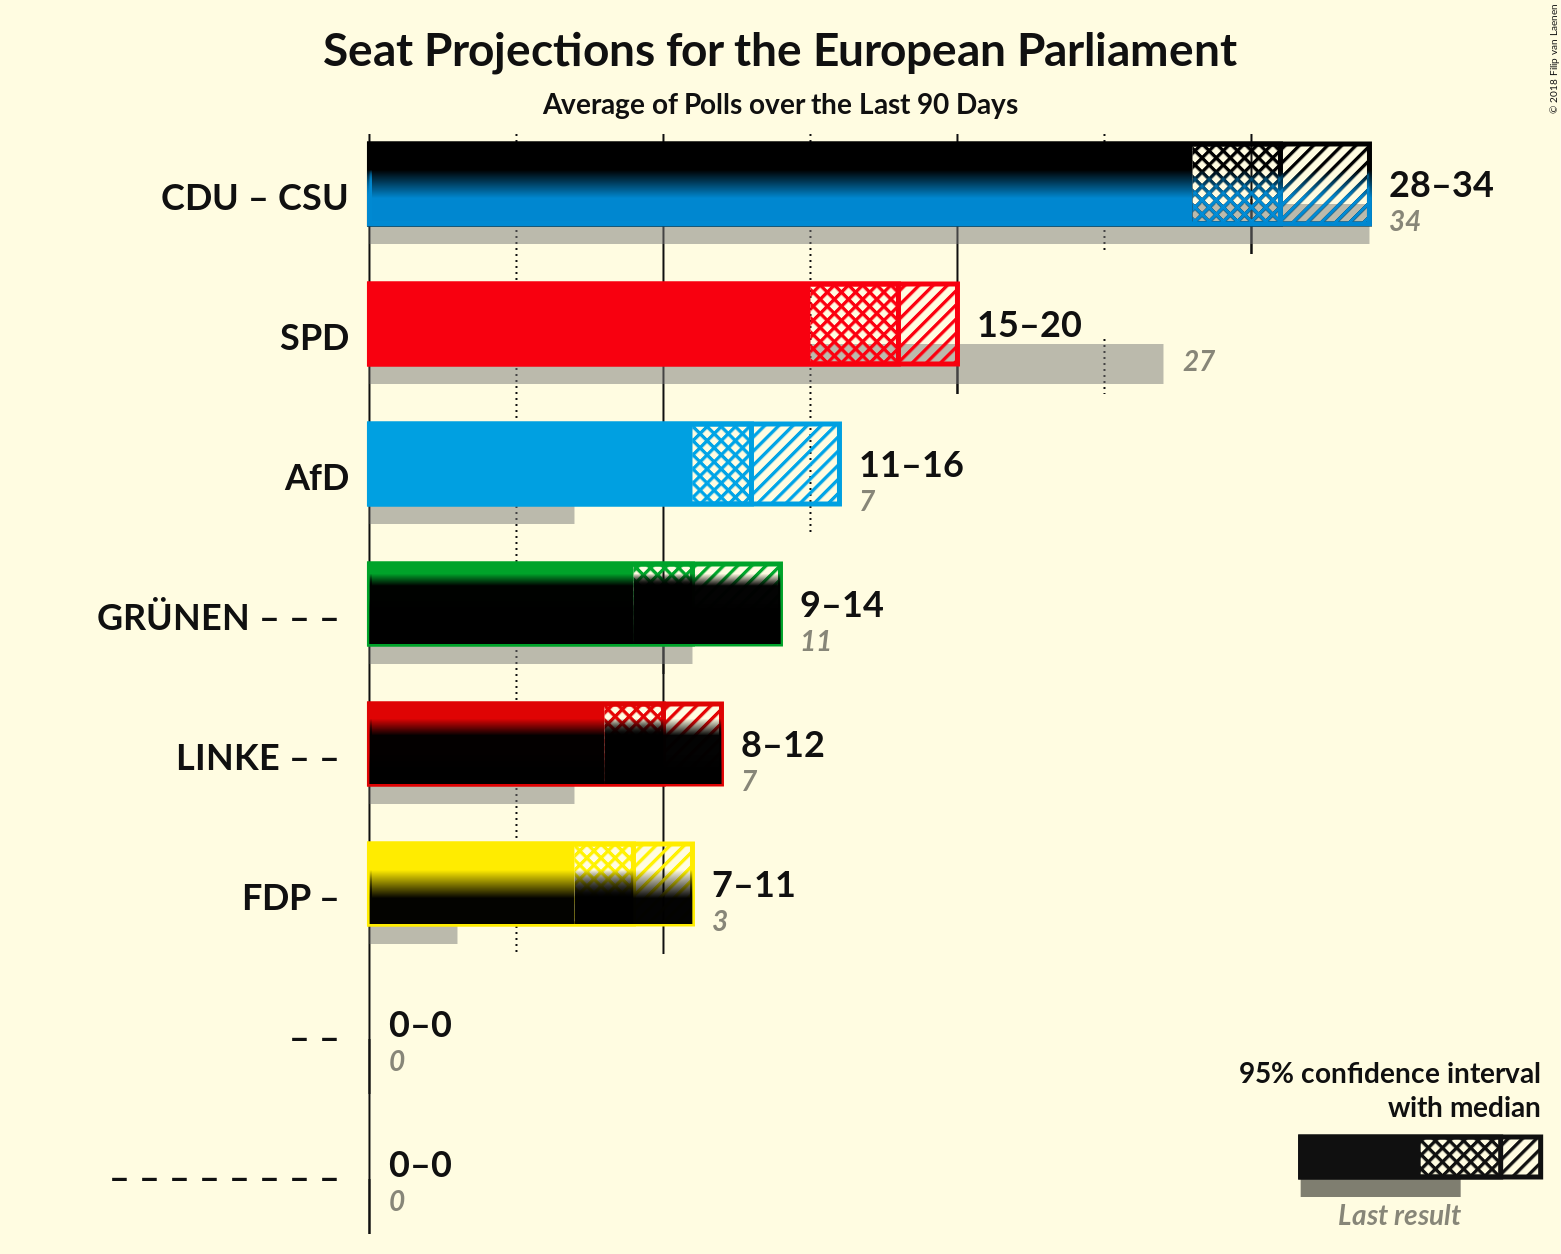 Seat Projections for the European Parliament
Average of Polls over the Last 90 Days
© 2018 Filip van Laenen
CDU – CSU
28–34
34
SPD
15–20
27
AfD
11–16
7
GRÜNEN – – –
9–14
11
LINKE – –
8–12
7
FDP –
7–11
3
– –
0–0
0
– – – – – – – –
0–0
0
95% confidence interval
with median
Last result